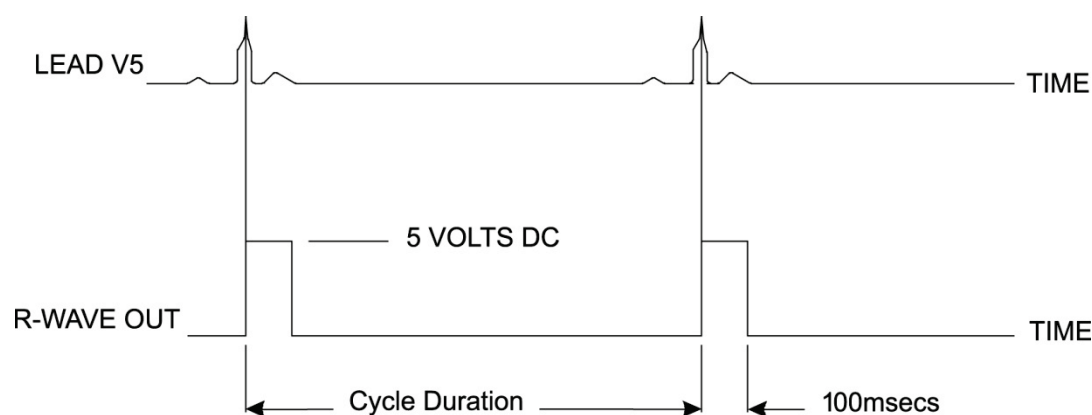 LEAD V5
TIME
5 VOLTS DC
R-WAVE OUT
TIME
Cycle Duration
100msecs